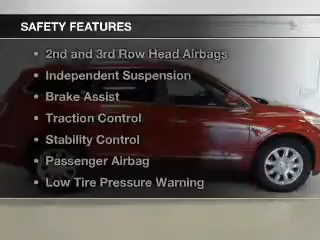 SAFETY FEATURES
• 2nd and 3rd Row Head Airbags
• Independent Suspension
• Brake Assist
• Traction Control
• Stability Control
• Passenger Airbag
• Low Tire Pressure Warning